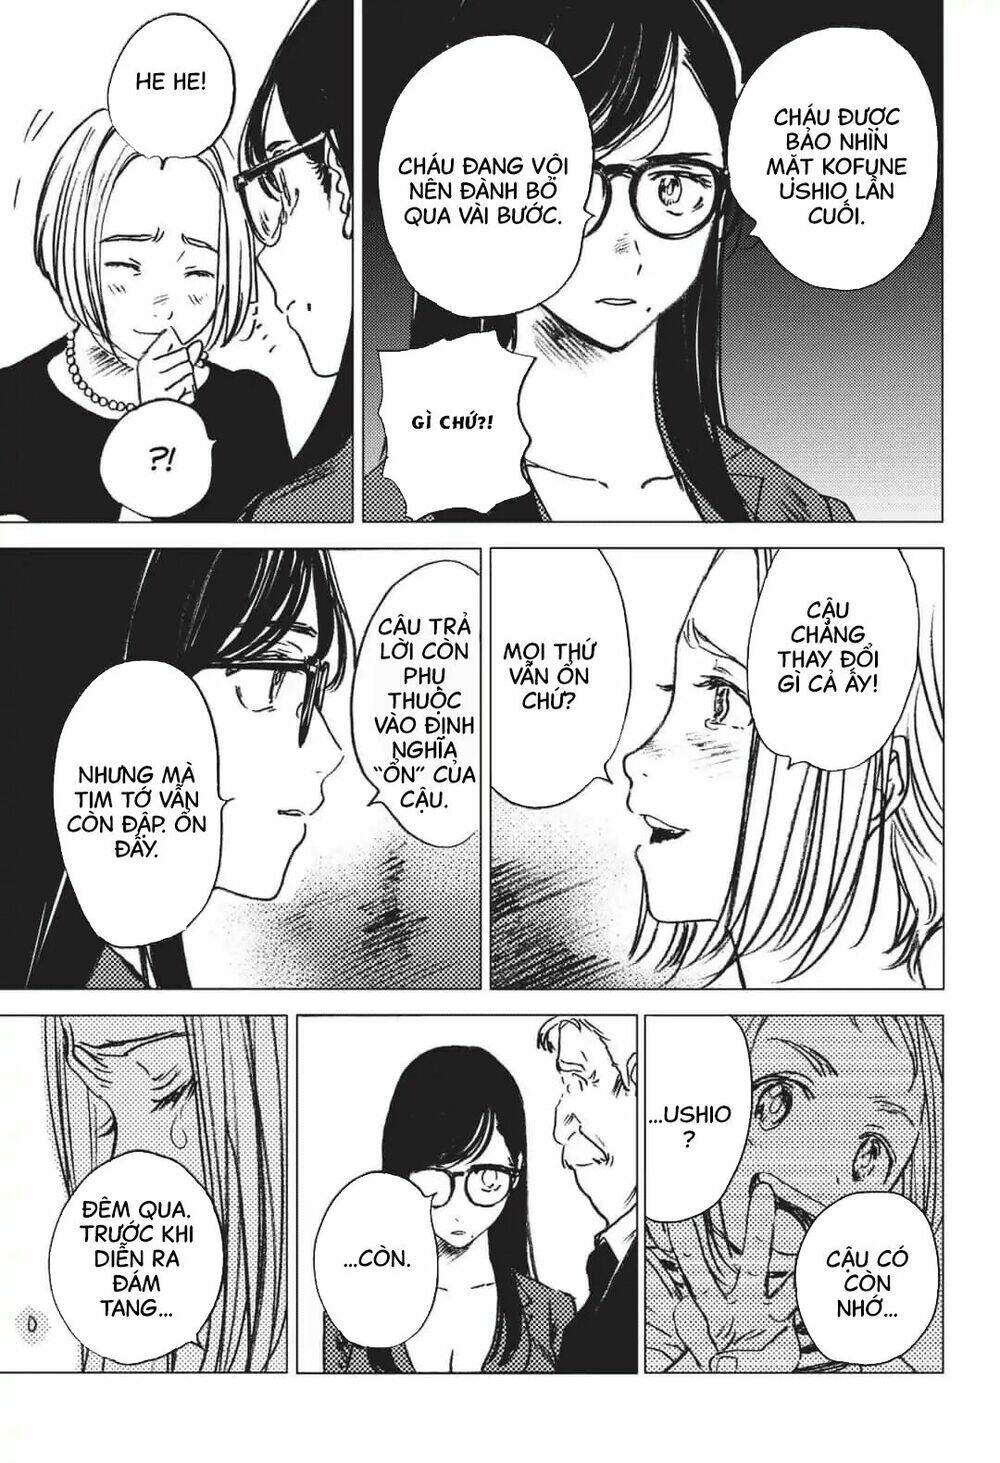 CHÁU ĐƯỢC
BẢO NHÌN
MẶT KOFUNE
USHIO LẦN
CUỐI.
CHÁU ĐANG VỘI
NÊN ĐÀNH BỎ
QUA VÀI BƯỚC.
GÌ CHỨ?!
HE HE!
?!
CẬU
CHẲNG
THAY ĐỔI
GÌ CẢ ẤY!
MỌI THỨ
VẪN ỔN
CHỨ?
CÂU TRẢ
LỜI CÒN
PHỤ
THUỘC
VÀO ĐỊNH
NGHĨA
“ỔN” CỦA
CẬU.
NHƯNG MÀ
TIM TỚ VẪN
CÒN ĐẬP. ỔN
ĐẤY.
...USHIO
?
CẬU CÓ
CÒN
NHỚ...
...CÒN.
ĐÊM QUA.
TRƯỚC KHI
DIỄN RA
ĐÁM
TANG...